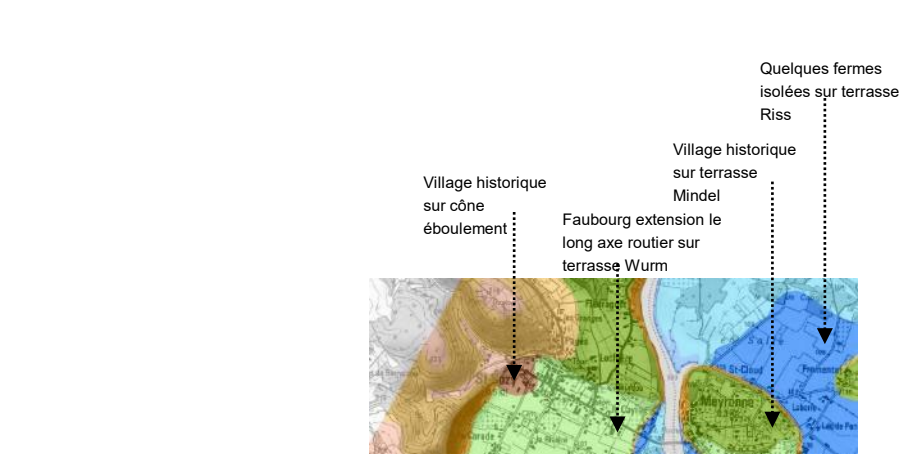 Quelques fermes
isolées sur terrasse
Riss
Village historique
sur terrasse
Mindel
Village historique
sur cône
éboulement
Faubourg extension le
long axe routier sur
terrasse Wurm
St-Cloud
Meyronne